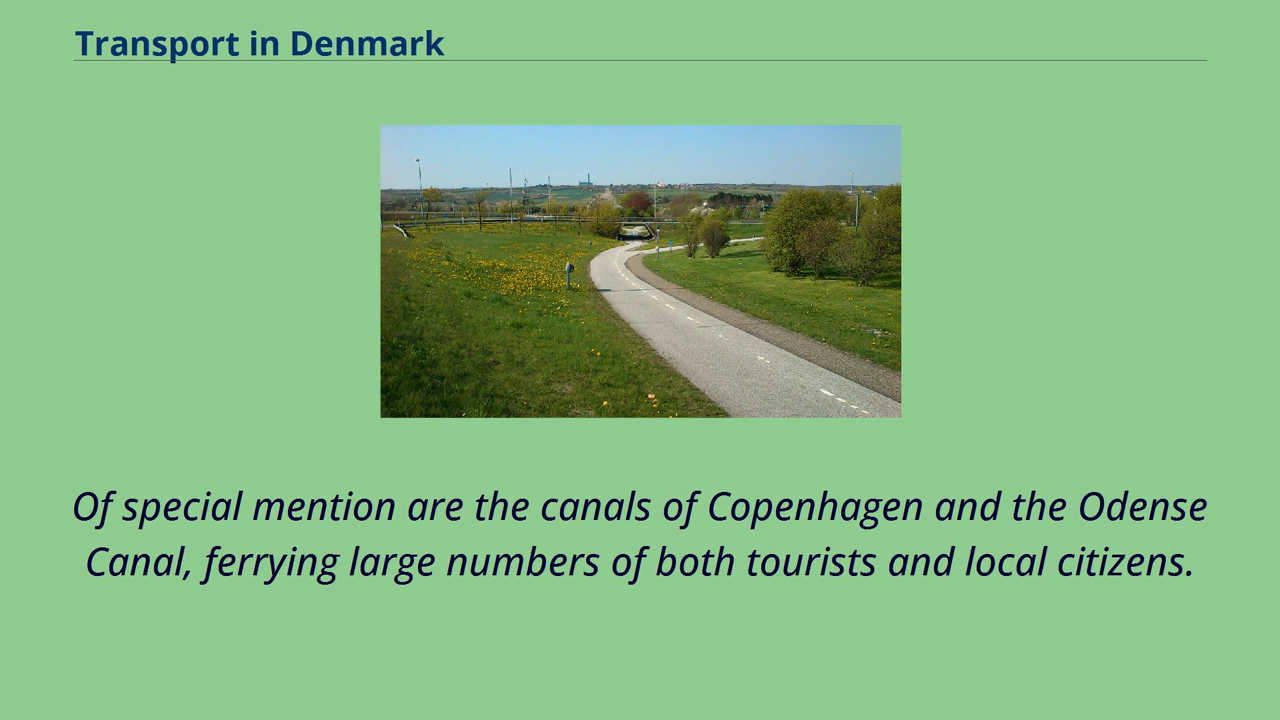 Transport in Denmark
Of special mention are the canals of Copenhagen and the Odense
Canal, ferrying large numbers of both tourists and local citizens.